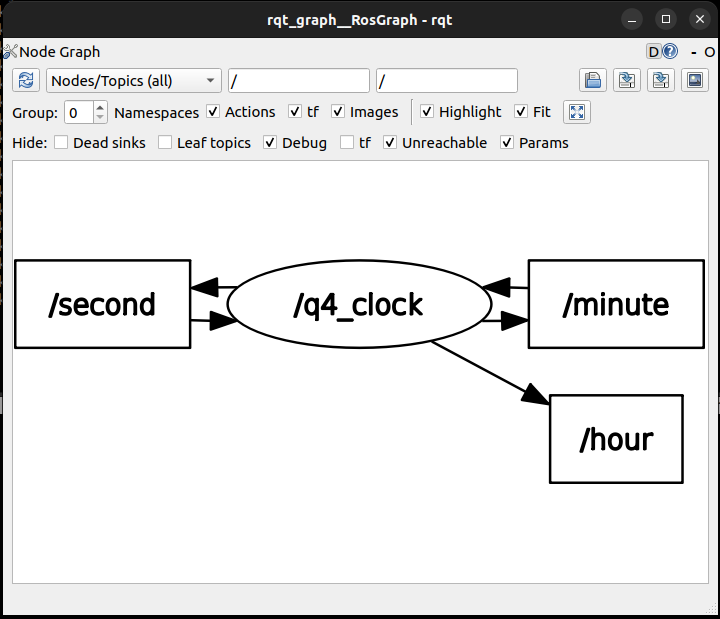 rqt_graph__RosGraph - rqt
Node Graph D ? - O
Nodes/Topics (all) / /
Group: 0 Namespaces Actions tf Images Highlight Fit
Hide: Dead sinks Leaf topics Debug tf Unreachable Params
/second /q4_clock /minute
/hour